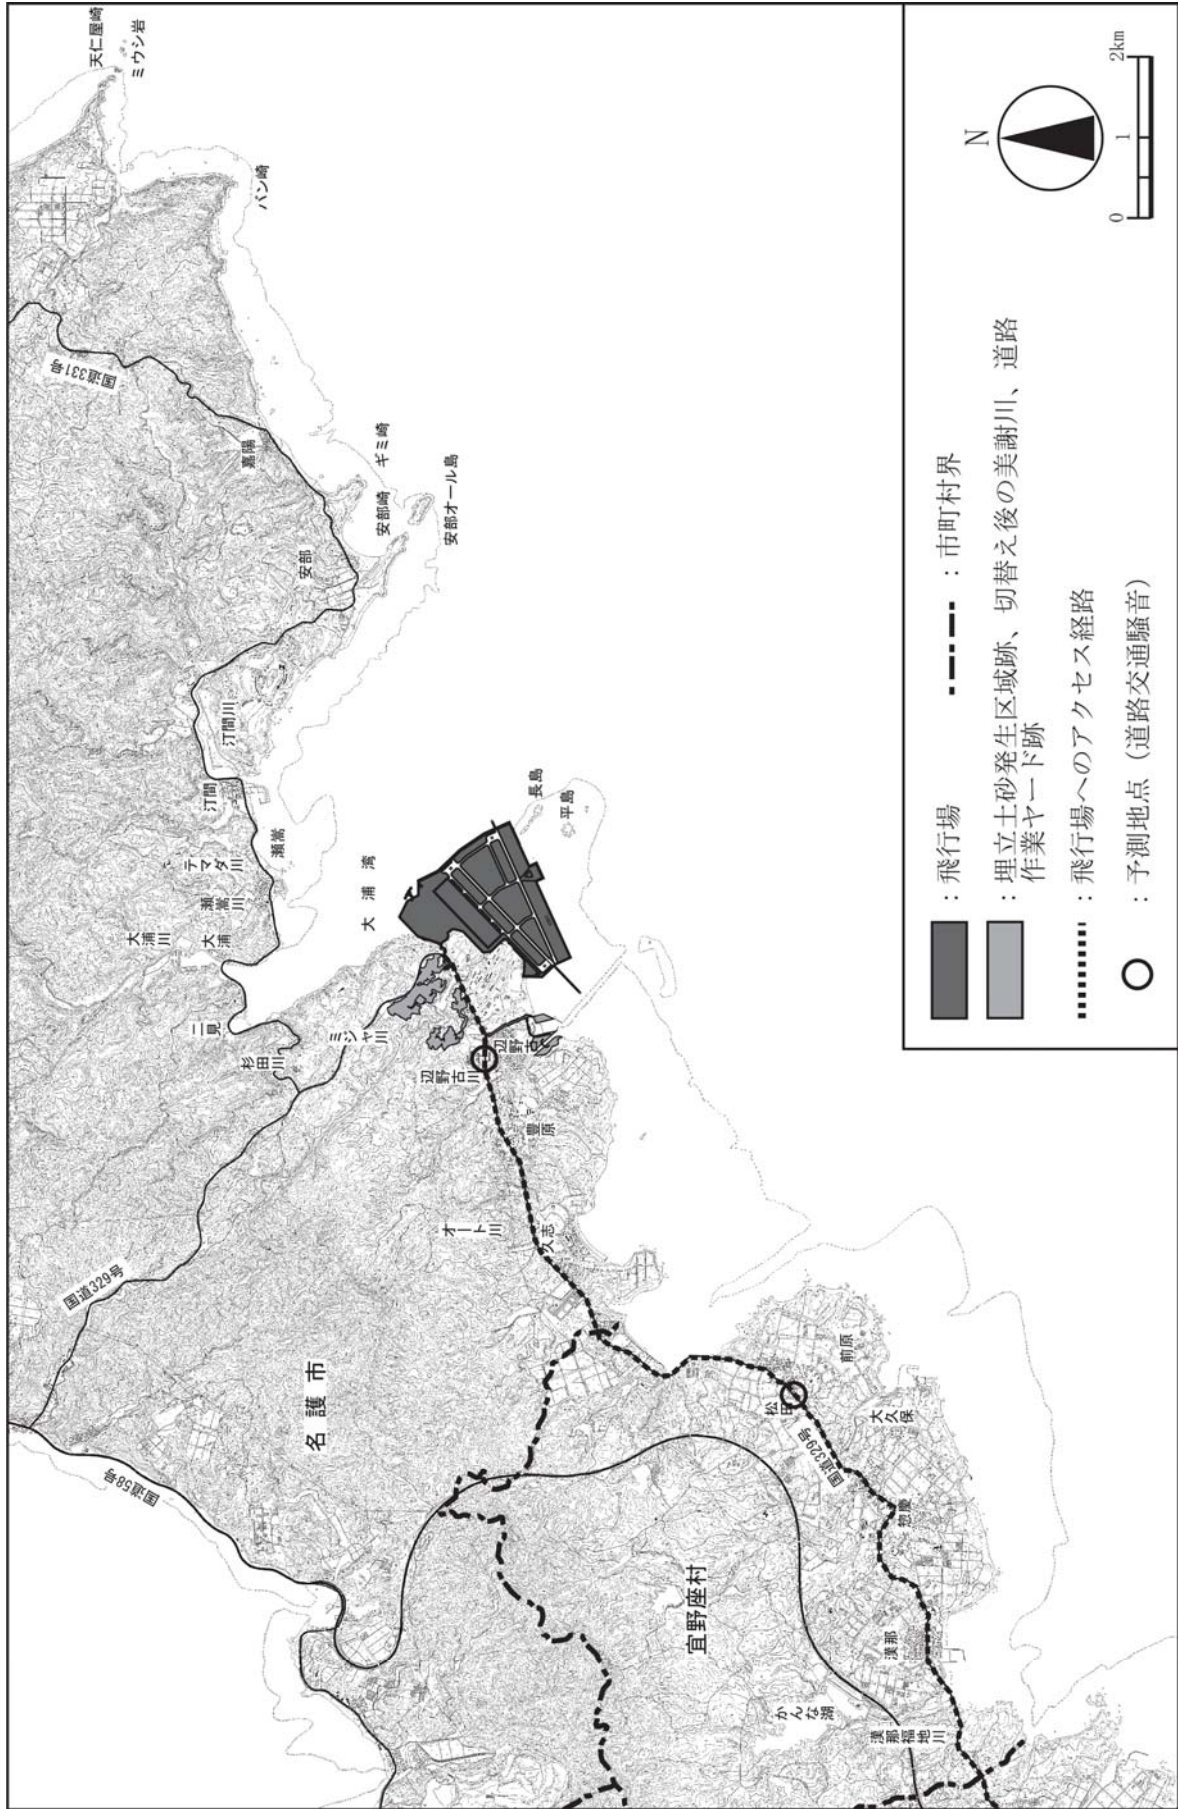 天仁屋崎
ミウシ岩
バン崎
国道331号
嘉陽
ギミ崎
安部崎
安部オール島
安部
汀間川
汀間
テマダ川
瀬嵩
瀬嵩川
大浦川
大浦
大浦湾
二見
杉田川
ミジャ川
長島
平島
辺野古川
辺野古
豊原
オート川
久志
国道329号
名護市
国道58号
松田
前原
大久保
国道329号
惣慶
宜野座村
漢那
かんな湖
漢那福地川
：飛行場
：市町村界
：埋立土砂発生区域跡、切替え後の美謝川、道路
作業ヤード跡
：飛行場へのアクセス経路
：予測地点（道路交通騒音）
N
0 1 2km